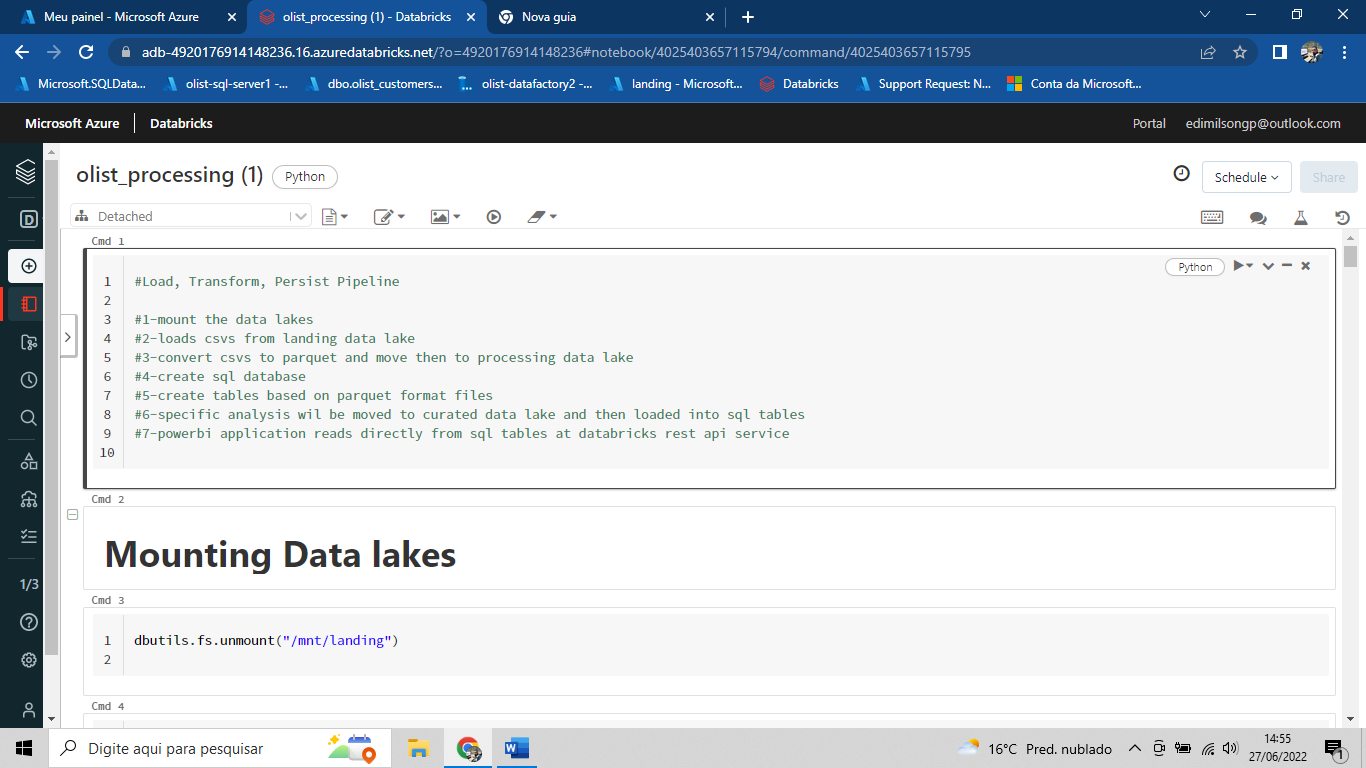 Meu painel - Microsoft Azure
olist_processing (1) - Databricks
Nova guia
adb-4920176914148236.16.azuredatabricks.net/?o=4920176914148236#notebook/4025403657115794/command/4025403657115795
Microsoft.SQLData...
olist-sql-server1 -...
dbo.olist_customers...
olist-datafactory2 -...
landing - Microsoft...
Databricks
Support Request: N...
Conta da Microsoft...
Microsoft Azure
Databricks
Portal
edimilsongp@outlook.com
olist_processing (1)
Python
Schedule
Share
Detached
Cmd 1
Python
1 #Load, Transform, Persist Pipeline
2
3 #1-mount the data lakes
4 #2-loads csvs from landing data lake
5 #3-convert csvs to parquet and move then to processing data lake
6 #4-create sql database
7 #5-create tables based on parquet format files
8 #6-specific analysis wil be moved to curated data lake and then loaded into sql tables
9 #7-powerbi application reads directly from sql tables at databricks rest api service
10
Cmd 2
Mounting Data lakes
Cmd 3
1 dbutils.fs.unmount("/mnt/landing")
2
Cmd 4
D
1/3
Digite aqui para pesquisar
16°C Pred. nublado
14:55
27/06/2022
1